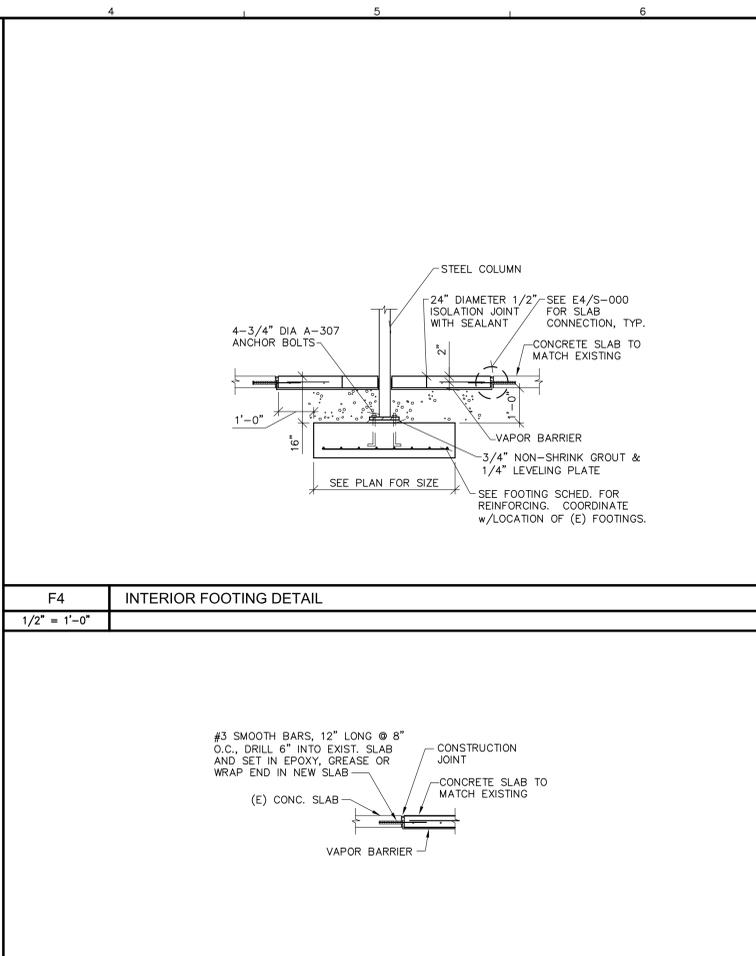 4
5
6
STEEL COLUMN
24" DIAMETER 1/2"
ISOLATION JOINT
WITH SEALANT
SEE E4/S-000
FOR SLAB
CONNECTION, TYP.
4-3/4" DIA A-307
ANCHOR BOLTS
2"
CONCRETE SLAB TO
MATCH EXISTING
1'-0"
1'-0"
16"
VAPOR BARRIER
3/4" NON-SHRINK GROUT &
1/4" LEVELING PLATE
SEE PLAN FOR SIZE
SEE FOOTING SCHED. FOR
REINFORCING. COORDINATE
w/LOCATION OF (E) FOOTINGS.
F4
INTERIOR FOOTING DETAIL
1/2" = 1'-0"
#3 SMOOTH BARS, 12" LONG @ 8"
O.C., DRILL 6" INTO EXIST. SLAB
AND SET IN EPOXY, GREASE OR
WRAP END IN NEW SLAB
CONSTRUCTION
JOINT
CONCRETE SLAB TO
MATCH EXISTING
(E) CONC. SLAB
VAPOR BARRIER